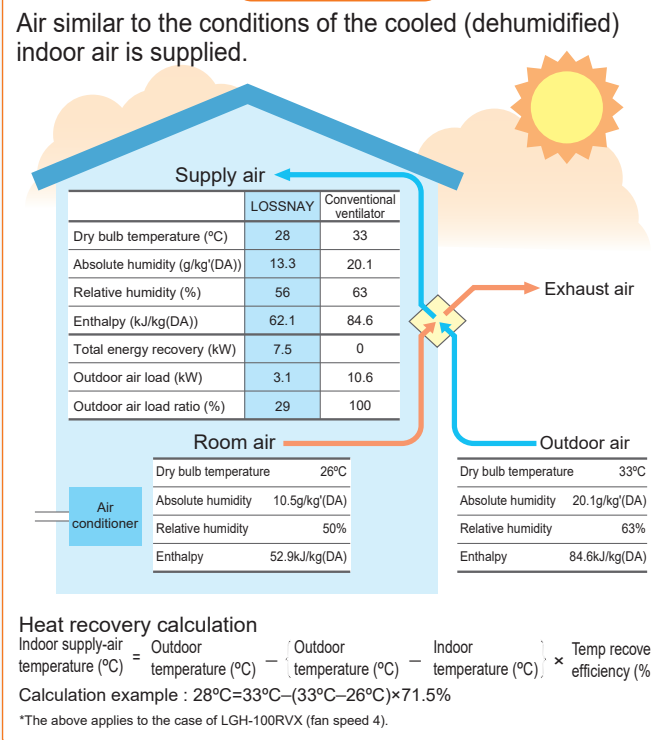 Air similar to the conditions of the cooled (dehumidified)
indoor air is supplied.
Supply air
LOSSNAY Conventional ventilator
Dry bulb temperature (ºC) 28 33
Absolute humidity (g/kg'(DA)) 13.3 20.1
Relative humidity (%) 56 63
Enthalpy (kJ/kg(DA)) 62.1 84.6
Total energy recovery (kW) 7.5 0
Outdoor air load (kW) 3.1 10.6
Outdoor air load ratio (%) 29 100
Exhaust air
Room air
Dry bulb temperature 26ºC
Absolute humidity 10.5g/kg'(DA)
Relative humidity 50%
Enthalpy 52.9kJ/kg(DA)
Air
conditioner
Outdoor air
Dry bulb temperature 33ºC
Absolute humidity 20.1g/kg'(DA)
Relative humidity 63%
Enthalpy 84.6kJ/kg(DA)
Heat recovery calculation
Indoor supply-air temperature (ºC) = Outdoor temperature (ºC) – { Outdoor temperature (ºC) – Indoor temperature (ºC) } × Temp recove efficiency (%
Calculation example : 28ºC=33ºC–(33ºC–26ºC)×71.5%
*The above applies to the case of LGH-100RVX (fan speed 4).